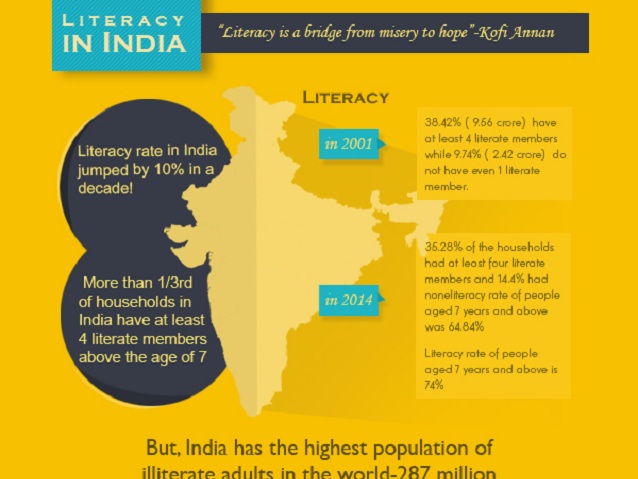 LITERACY
IN INDIA
"Literacy is a bridge from misery to hope"-Kofi Annan
LITERACY
Literacy rate in India
jumped by 10% in a
decade!
in 2001
38.42% ( 9.56 crore) have
at least 4 literate members
while 9.74% ( 2.42 crore) do
not have even 1 literate
member.
More than 1/3rd
of households in
India have at least
4 literate members
above the age of 7
in 2014
35.28% of the households
had at least four literate
members and 14.4% had
nonliteracy rate of people
aged 7 years and above
was 64.84%
Literacy rate of people
aged 7 years and above is
74%
But, India has the highest population of
illiterate adults in the world-287 million